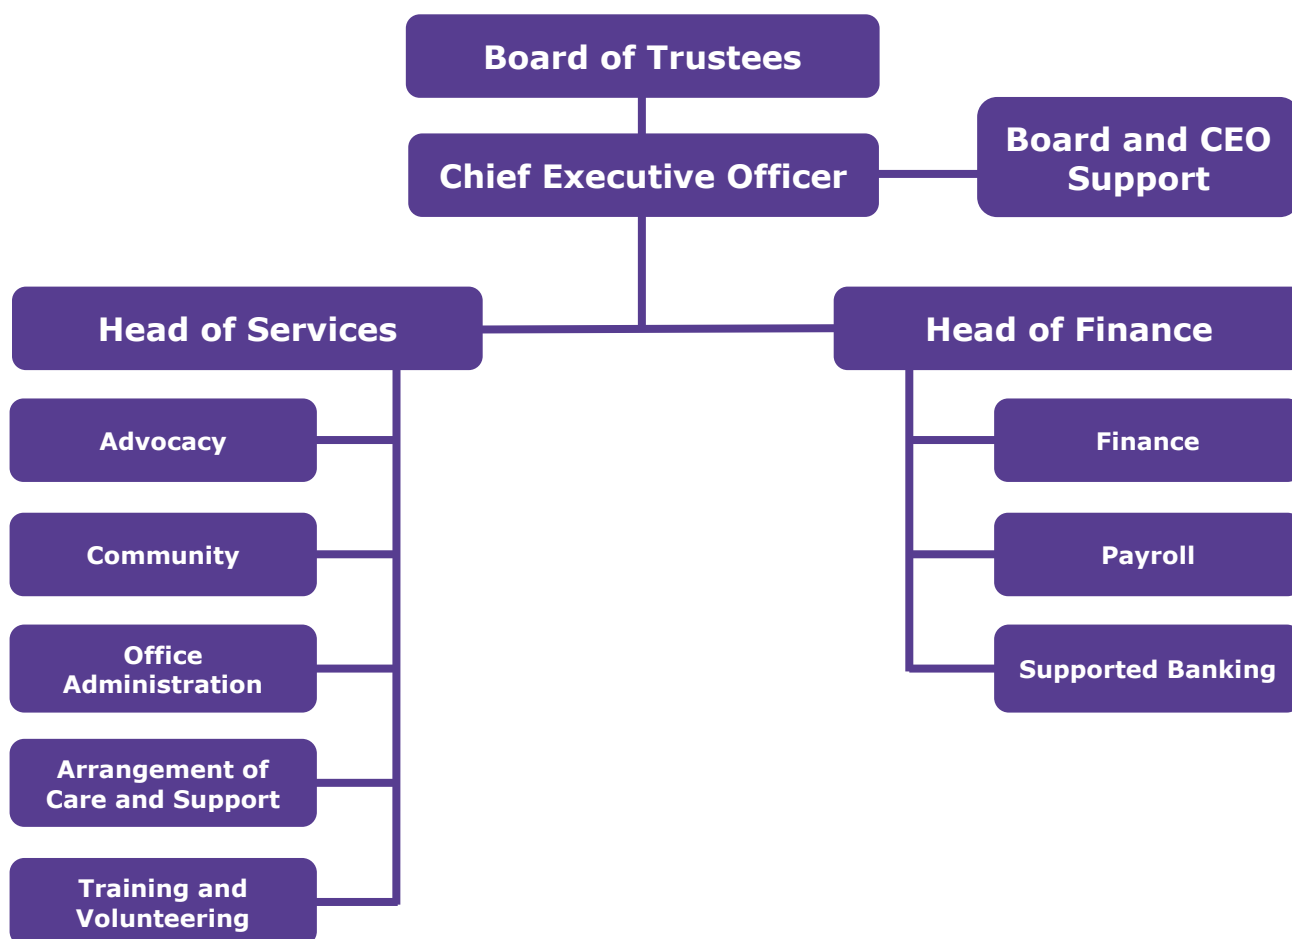 Board of Trustees
Chief Executive Officer
Board and CEO
Support
Head of Services
Head of Finance
Advocacy
Community
Office
Administration
Arrangement of
Care and Support
Training and
Volunteering
Finance
Payroll
Supported Banking